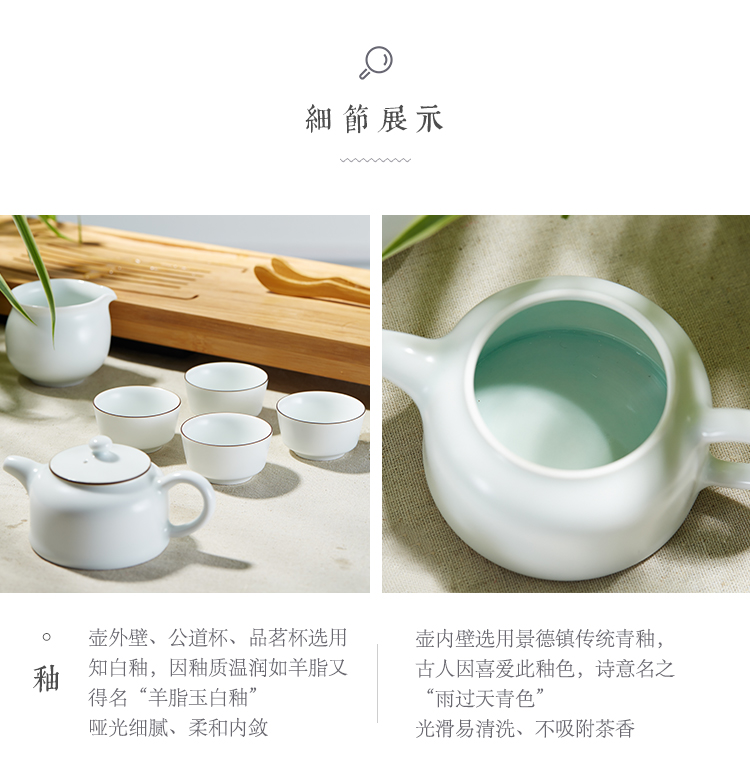 細節展示
釉
壶外壁、公道杯、品茗杯选用
知白釉，因釉质温润如羊脂又
得名“羊脂玉白釉”
哑光细腻、柔和内敛
壶内壁选用景德镇传统青釉，
古人因喜爱此釉色，诗意名之
“雨过天青色”
光滑易清洗、不吸附茶香